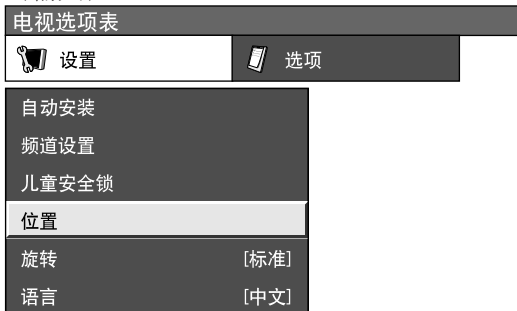 电视选项表
设置 选项
自动安装
频道设置
儿童安全锁
位置
旋转 [标准]
语言 [中文]